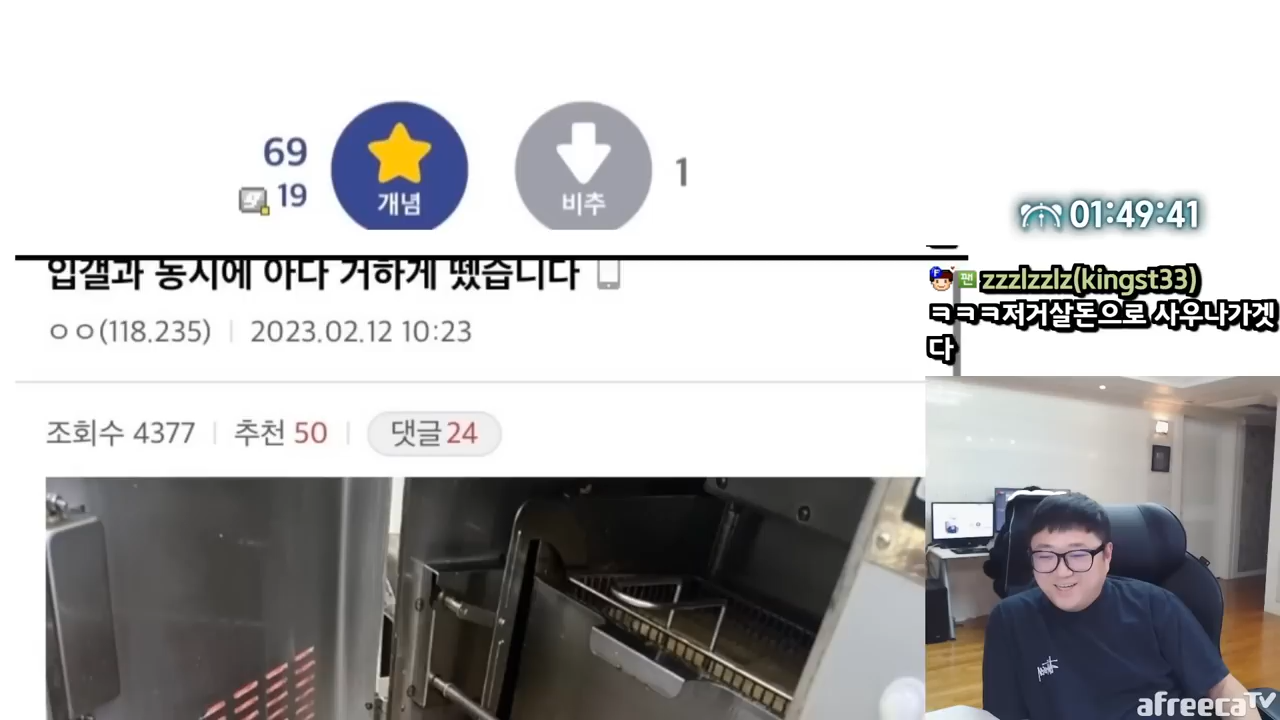 69
19
개념
비추
1
01:49:41
입갤과 동시에 아다 거하게 뗐습니다
zzzlzzlz(kingst33)
ㅋㅋㅋ저거살돈으로 사우나가겟
다
ㅇㅇ(118.235) 2023.02.12 10:23
조회수 4377 추천 50 댓글 24
afreecaTV